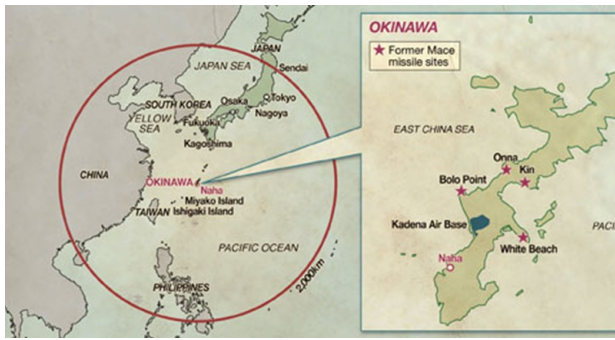 JAPAN
JAPAN SEA
Sendai
SOUTH KOREA
Osaka
Tokyo
YELLOW
SEA
Fukuoka
Nagoya
Kagoshima
CHINA
OKINAWA
Naha
Miyako Island
TAIWAN
Ishigaki Island
PACIFIC OCEAN
PHILIPPINES
2,000km
OKINAWA
Former Mace
missile sites
EAST CHINA SEA
Onna
Kin
Bolo Point
Kadena Air Base
White Beach
Naha
PAC